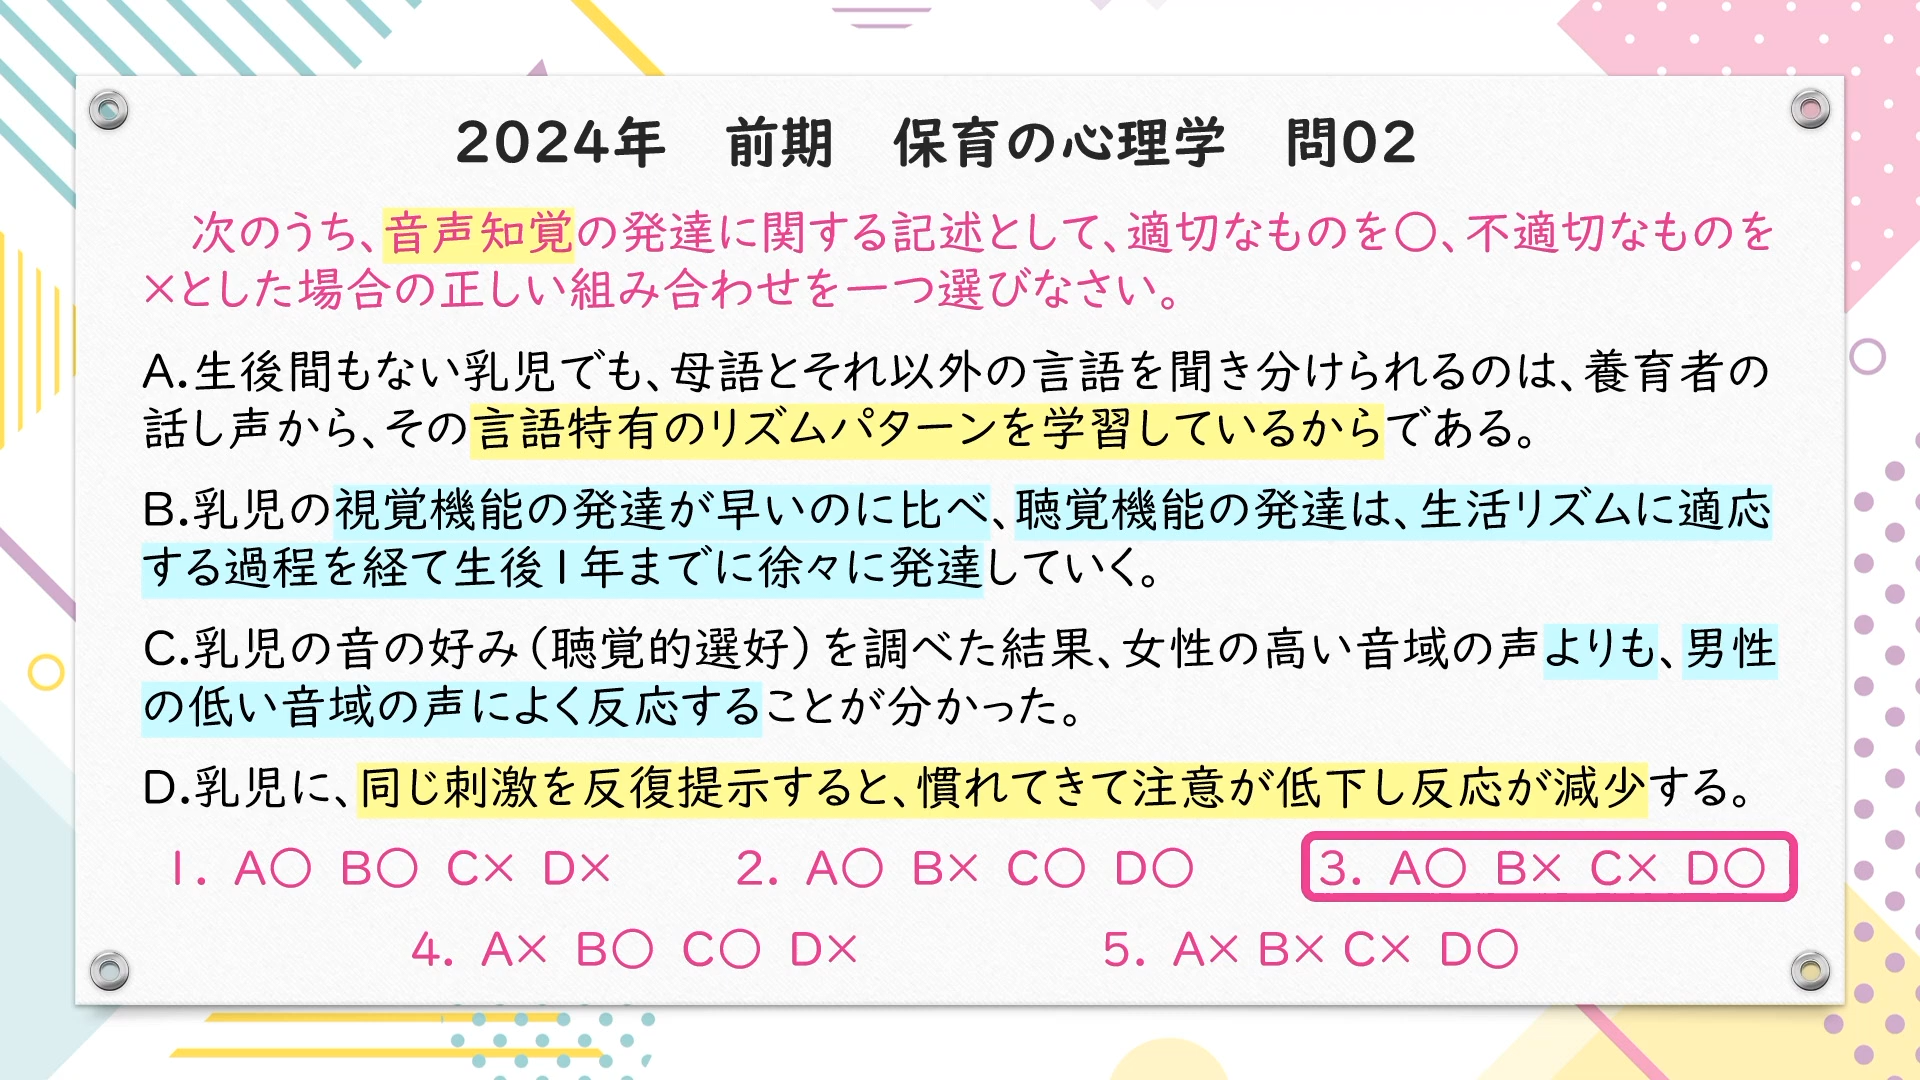 2024年　前期　保育の心理学　問02
次のうち、音声知覚の発達に関する記述として、適切なものを〇、不適切なものを
×とした場合の正しい組み合わせを一つ選びなさい。
A.生後間もない乳児でも、母語とそれ以外の言語を聞き分けられるのは、養育者の
話し声から、その言語特有のリズムパターンを学習しているからである。
B.乳児の視覚機能の発達が早いのに比べ、聴覚機能の発達は、生活リズムに適応
する過程を経て生後1年までに徐々に発達していく。
C.乳児の音の好み(聴覚的選好)を調べた結果、女性の高い音域の声よりも、男性
の低い音域の声によく反応することが分かった。
D.乳児に、同じ刺激を反復提示すると、慣れてきて注意が低下し反応が減少する。
1. A〇 B〇 C× D×　2. A〇 B× C〇 D〇　3. A〇 B× C× D〇
4. A× B〇 C〇 D×　5. A× B× C× D〇